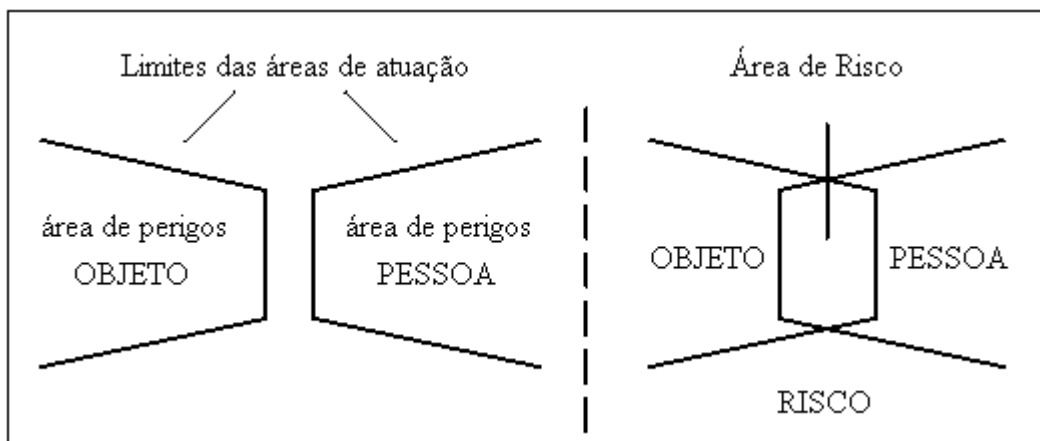 Limites das áreas de atuação
área de perigos
OBJETO
área de perigos
PESSOA
Área de Risco
OBJETO
PESSOA
RISCO